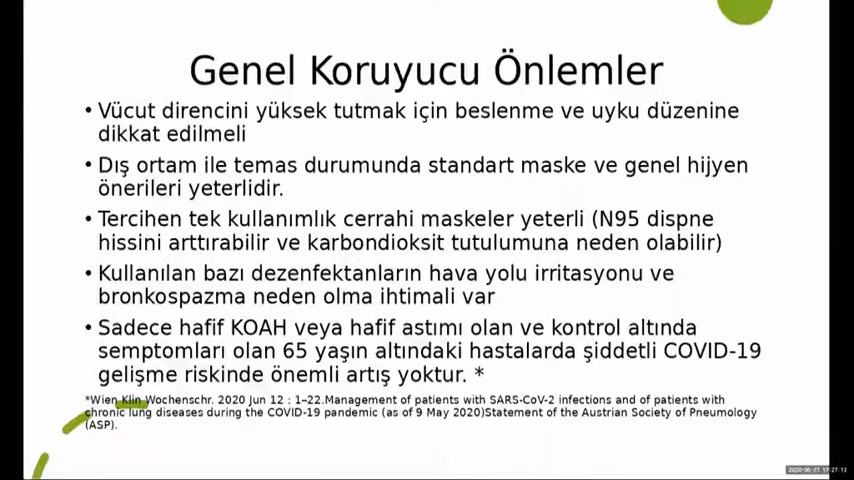 Genel Koruyucu Önlemler
• Vücut direncini yüksek tutmak için beslenme ve uyku düzenine
dikkat edilmeli
• Dış ortam ile temas durumunda standart maske ve genel hijyen
önerileri yeterlidir.
• Tercihen tek kullanımlık cerrahi maskeler yeterli (N95 dispne
hissini arttırabilir ve karbondioksit tutulumuna neden olabilir)
• Kullanılan bazı dezenfektanların hava yolu irritasyonu ve
bronkospazma neden olma ihtimali var
• Sadece hafif KOAH veya hafif astımı olan ve kontrol altında
semptomları olan 65 yaşın altındaki hastalarda şiddetli COVID-19
gelişme riskinde önemli artış yoktur. *
*Wien Klin Wochenschr. 2020 Jun 12 : 1–22.Management of patients with SARS-CoV-2 infections and of patients with
chronic lung diseases during the COVID-19 pandemic (as of 9 May 2020)Statement of the Austrian Society of Pneumology
(ASP).
2020-06-27 17:27:12